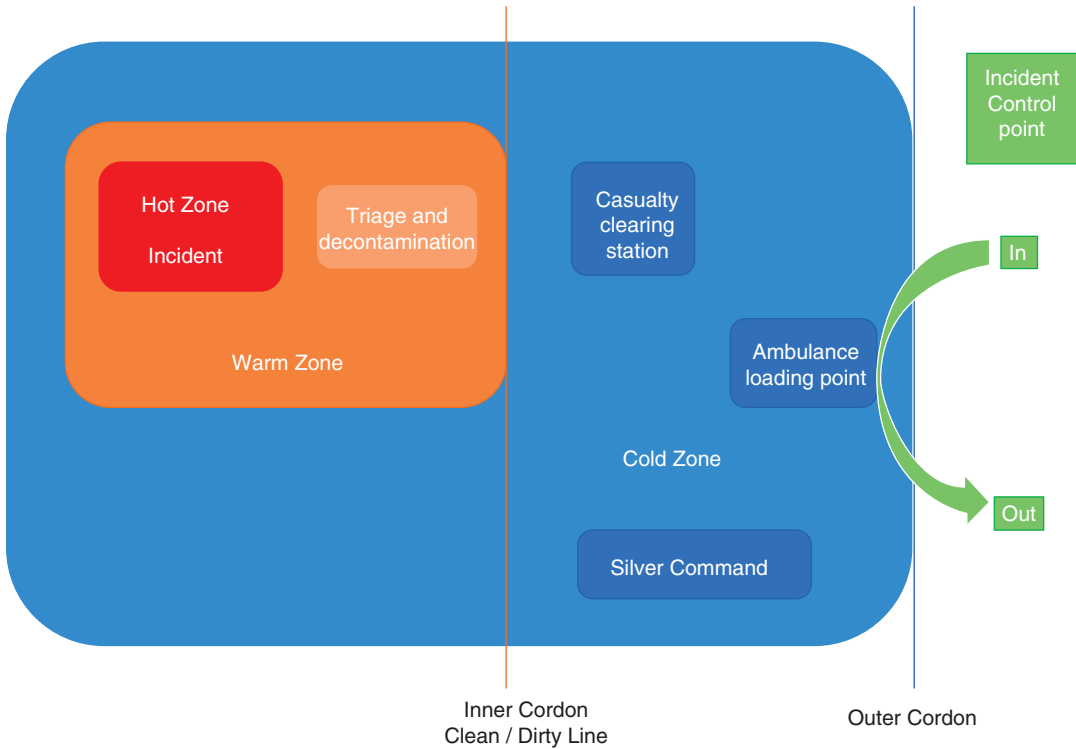 Incident
Control
point
Hot Zone
Incident
Triage and
decontamination
Casualty
clearing
station
In
Warm Zone
Ambulance
loading point
Cold Zone
Out
Silver Command
Inner Cordon
Clean / Dirty Line
Outer Cordon